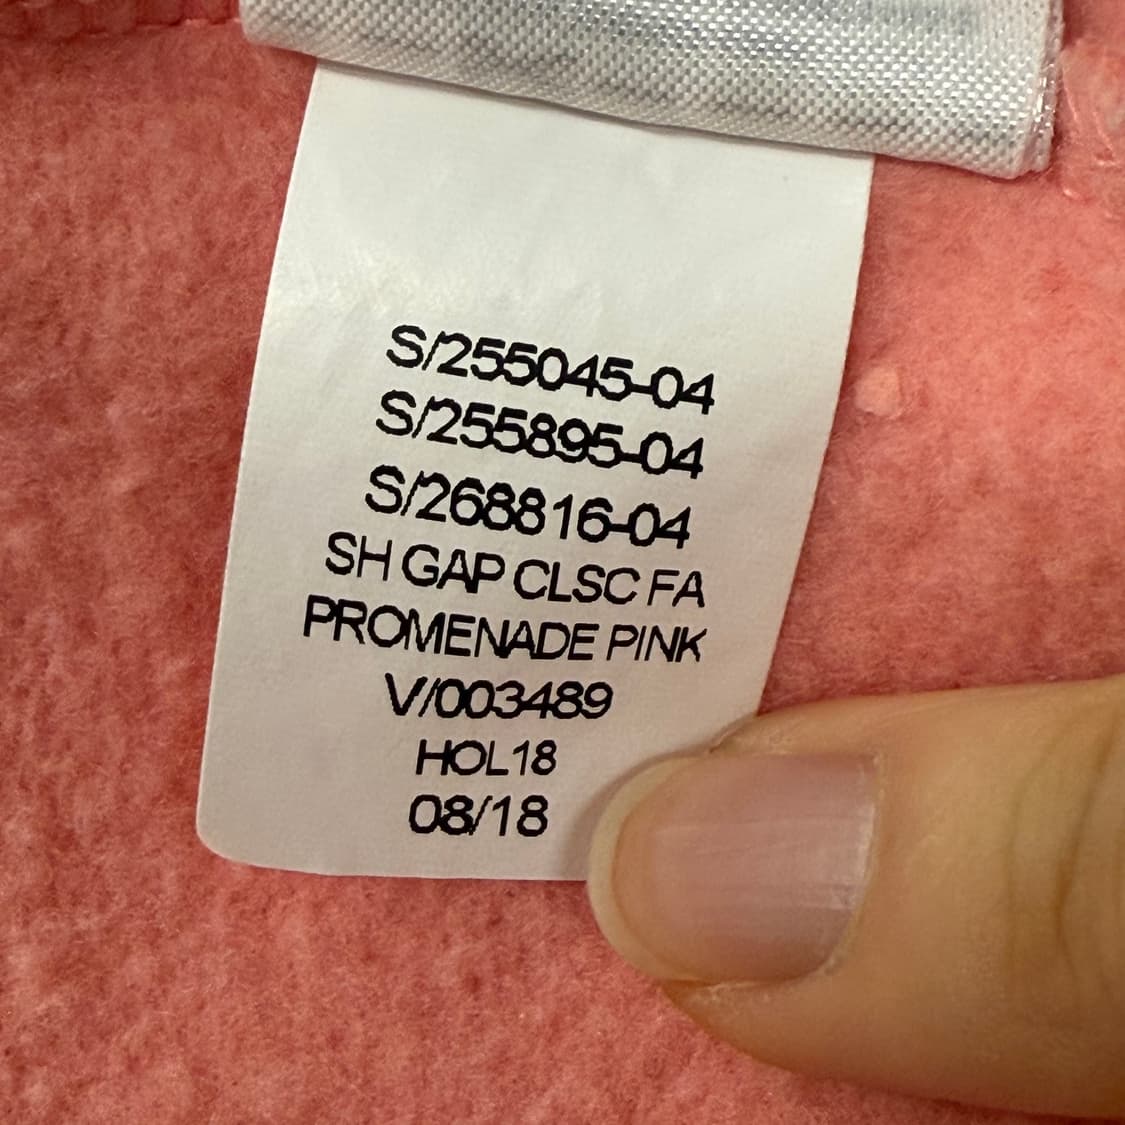 S/255045-04
S/255895-04
S/268816-04
SH GAP CLSC FA
PROMENADE PINK
V/003489
HOL18
08/18